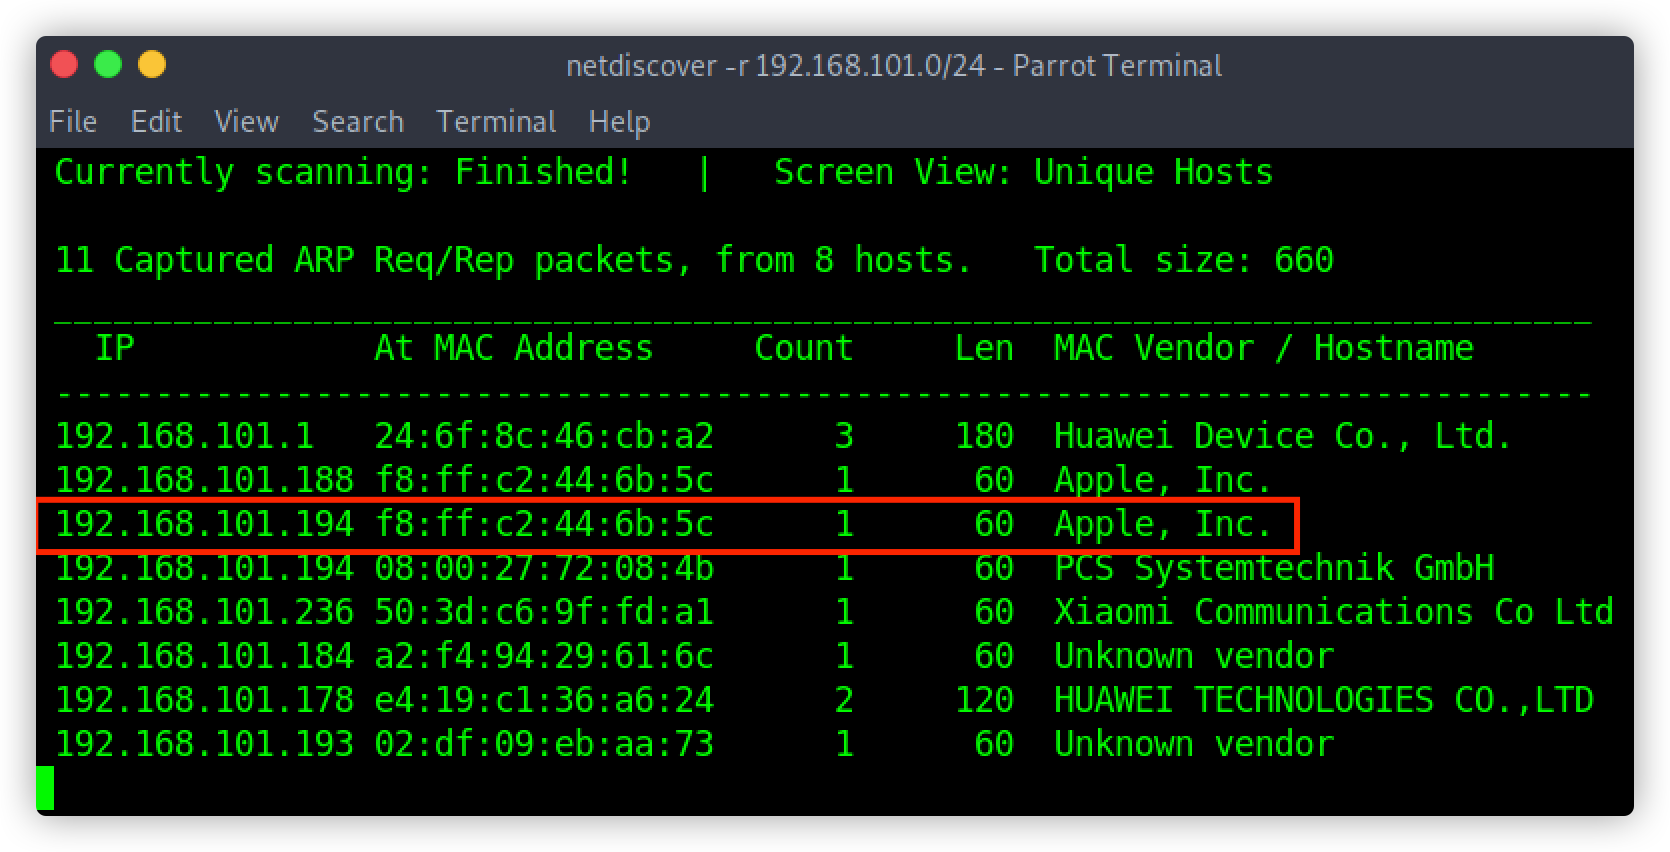 netdiscover -r 192.168.101.0/24 - Parrot Terminal
File Edit View Search Terminal Help
Currently scanning: Finished! | Screen View: Unique Hosts
11 Captured ARP Req/Rep packets, from 8 hosts. Total size: 660
_____________________________________________________________________________
IP At MAC Address Count Len MAC Vendor / Hostname
-----------------------------------------------------------------------------
192.168.101.1 24:6f:8c:46:cb:a2 3 180 Huawei Device Co., Ltd.
192.168.101.188 f8:ff:c2:44:6b:5c 1 60 Apple, Inc.
192.168.101.194 f8:ff:c2:44:6b:5c 1 60 Apple, Inc.
192.168.101.194 08:00:27:72:08:4b 1 60 PCS Systemtechnik GmbH
192.168.101.236 50:3d:c6:9f:fd:a1 1 60 Xiaomi Communications Co Ltd
192.168.101.184 a2:f4:94:29:61:6c 1 60 Unknown vendor
192.168.101.178 e4:19:c1:36:a6:24 2 120 HUAWEI TECHNOLOGIES CO.,LTD
192.168.101.193 02:df:09:eb:aa:73 1 60 Unknown vendor